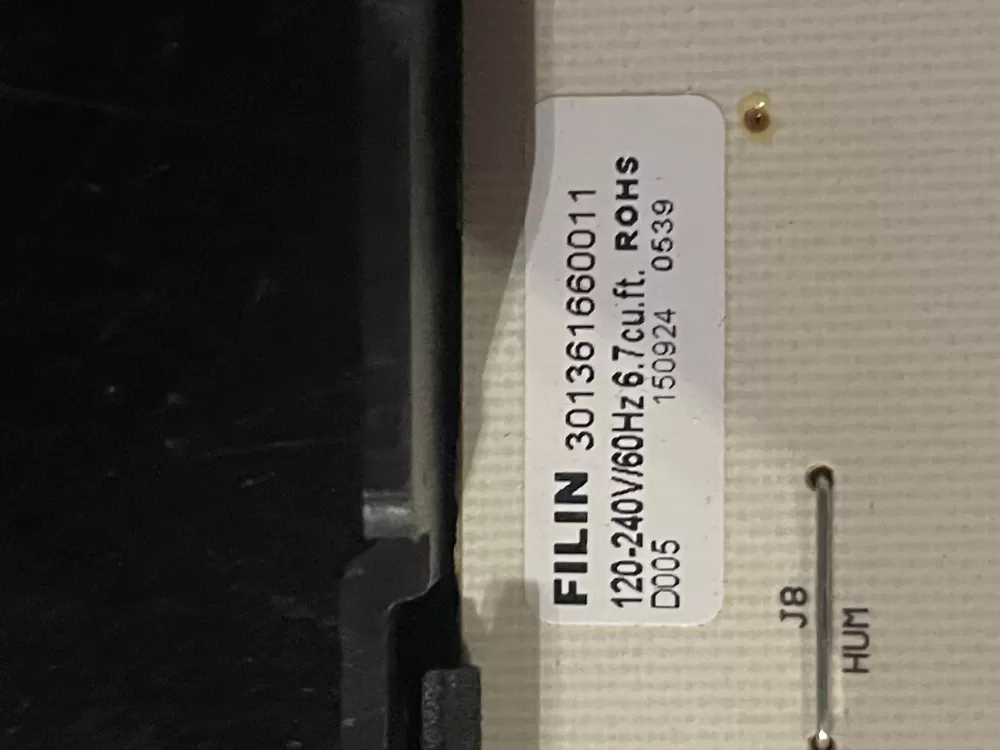 FILIN 301361660011
120-240V/60Hz 6.7cu.ft. ROHS
D005 150924 0539
J8
HUM